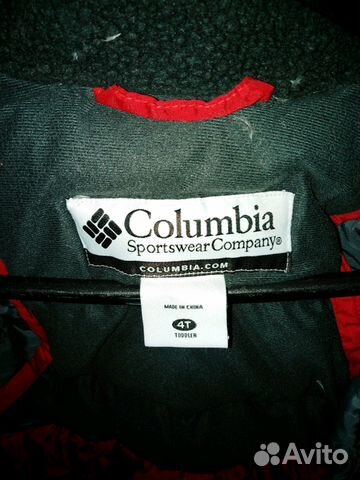 Columbia
Sportswear Company®
COLUMBIA.COM
MADE IN CHINA
4T
TODDLER
Avito